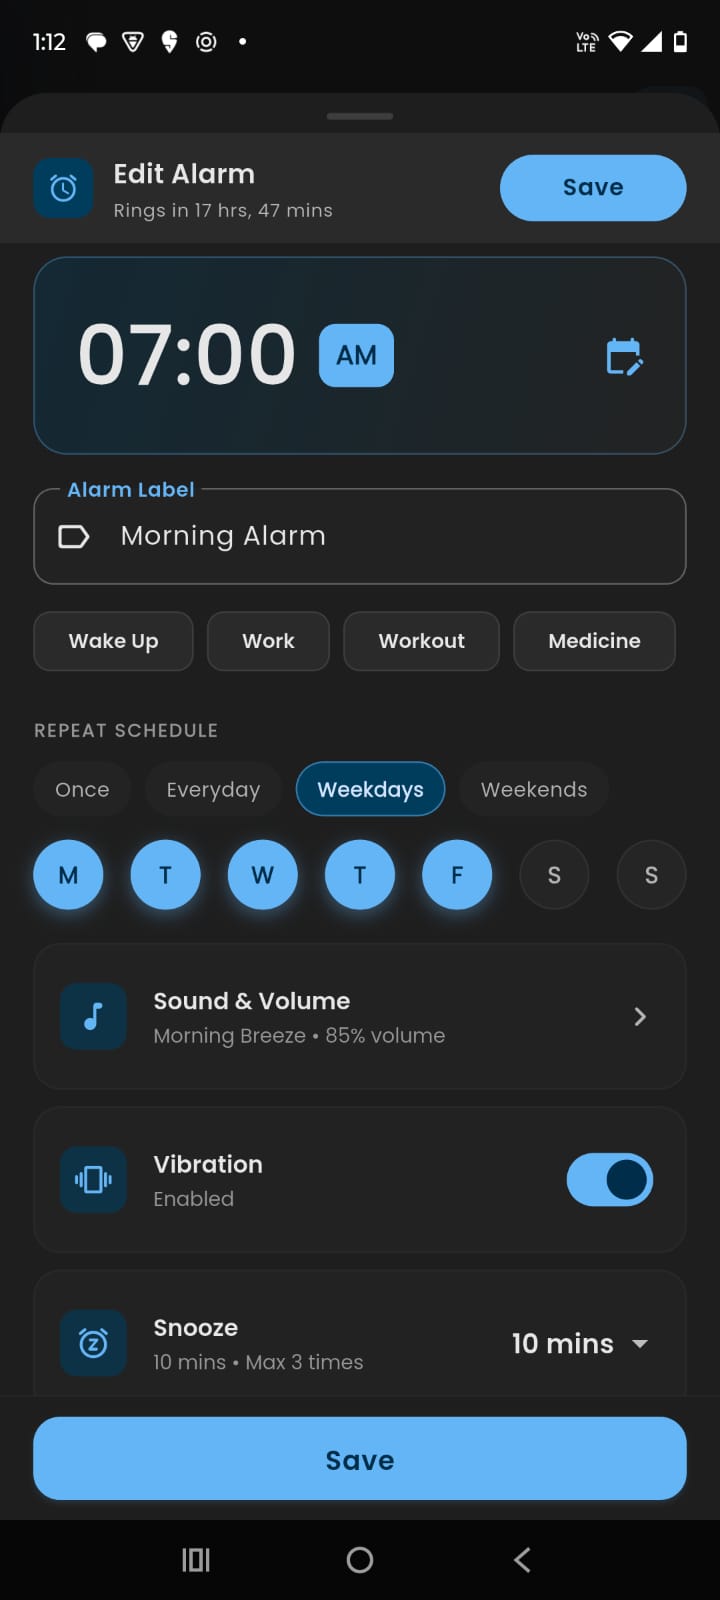 1:12
Vo) LTE
Edit Alarm
Rings in 17 hrs, 47 mins
Save
07:00 AM
Alarm Label
Morning Alarm
Wake Up Work Workout Medicine
REPEAT SCHEDULE
Once Everyday Weekdays Weekends
M T W T F S S
Sound & Volume
Morning Breeze • 85% volume
Vibration
Enabled
Snooze
10 mins • Max 3 times
10 mins
Save